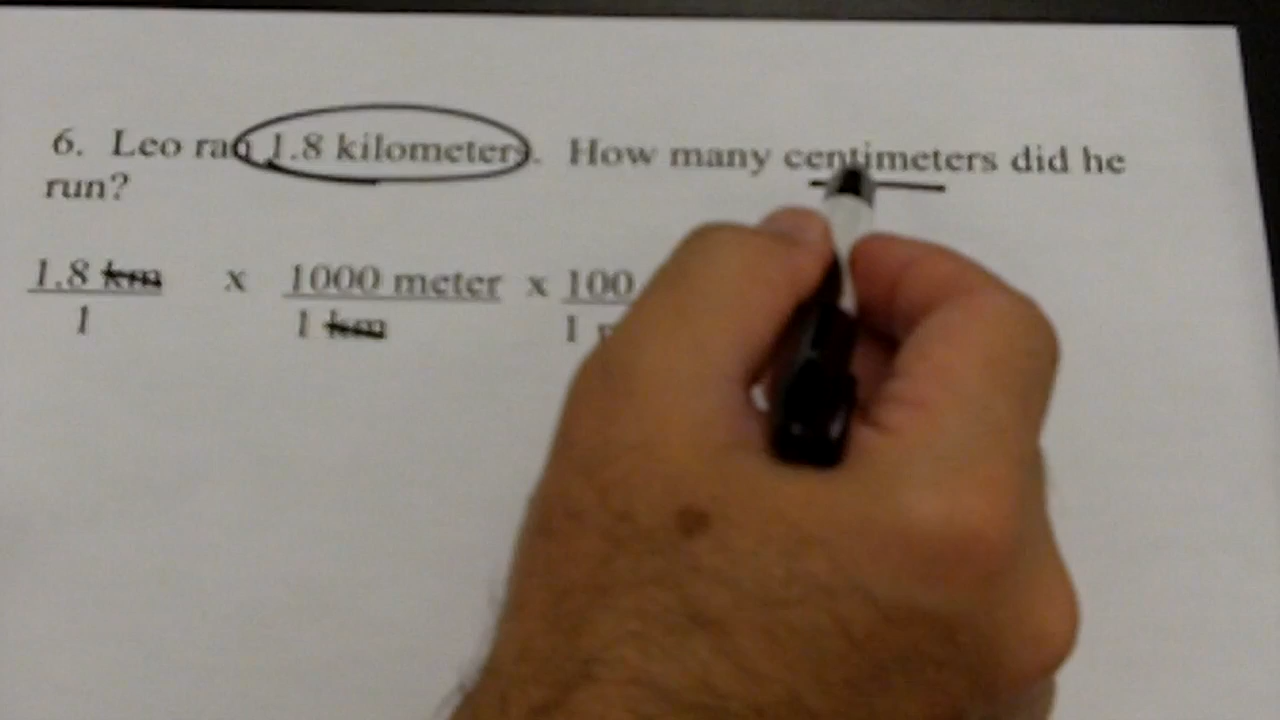 6. Leo ran 1.8 kilometers. How many centimeters did he
run?
1.8 km x 1000 meter x 100
1 1 km 1